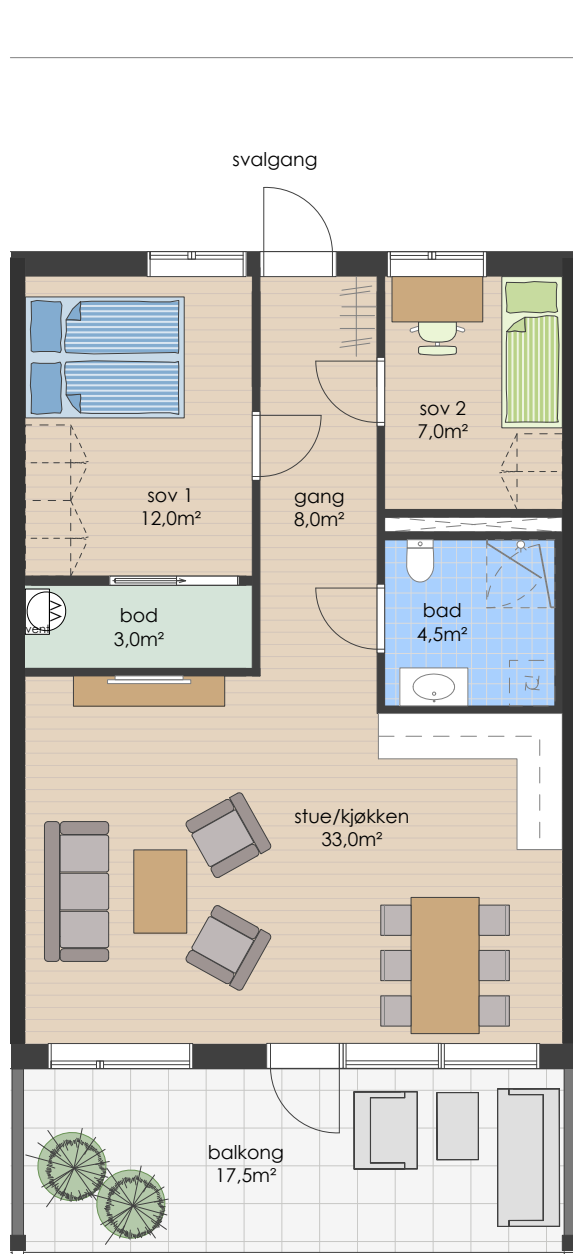 svalgang
sov 2
7,0m²
sov 1
12,0m²
gang
8,0m²
bod
3,0m²
vent
bad
4,5m²
stue/kjøkken
33,0m²
balkong
17,5m²